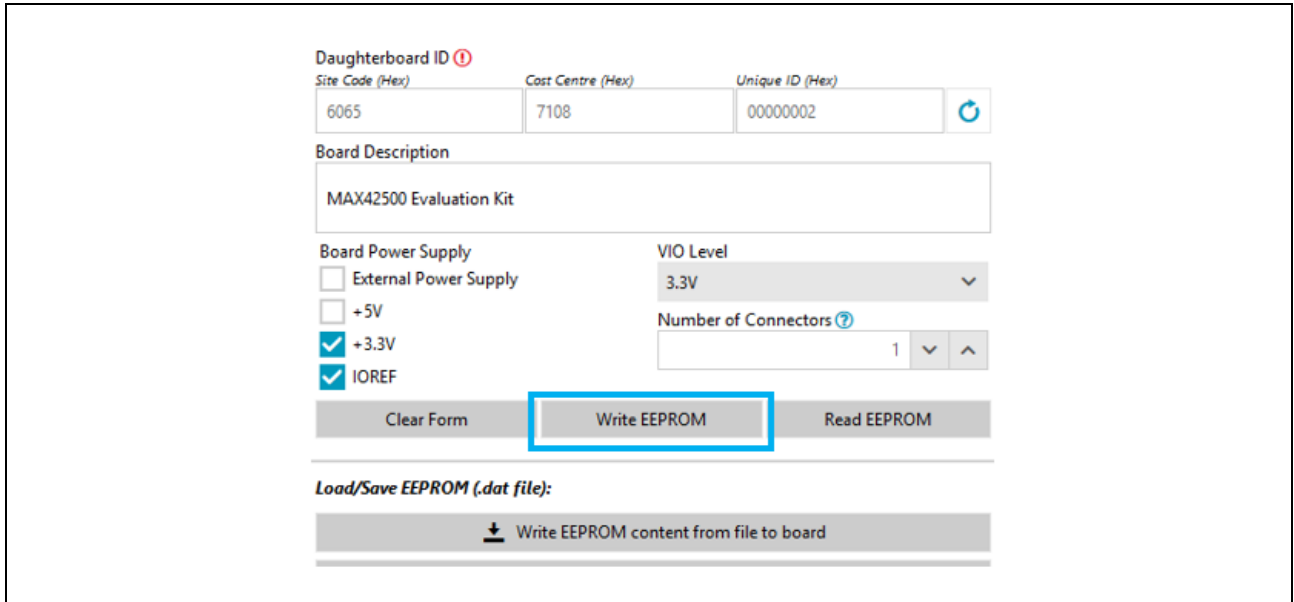 Daughterboard ID
Site Code (Hex) Cost Centre (Hex) Unique ID (Hex)
6065 7108 00000002
Board Description
MAX42500 Evaluation Kit
Board Power Supply VIO Level
External Power Supply 3.3V
+5V Number of Connectors
+3.3V 1
IOREF
Clear Form Write EEPROM Read EEPROM
Load/Save EEPROM (.dat file):
Write EEPROM content from file to board